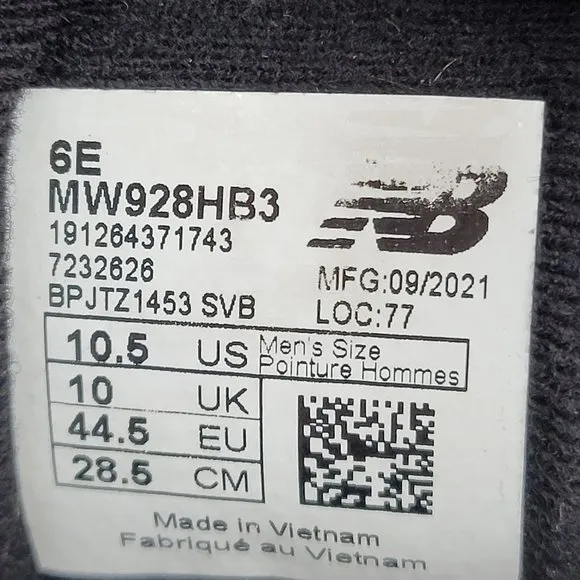 6E
MW928HB3
191264371743
7232626
BPJTZ1453 SVB
NB
MFG:09/2021
LOC:77
10.5 US Men's Size
Pointure Hommes
10 UK
44.5 EU
28.5 CM
Made in Vietnam
Fabriqué au Vietnam